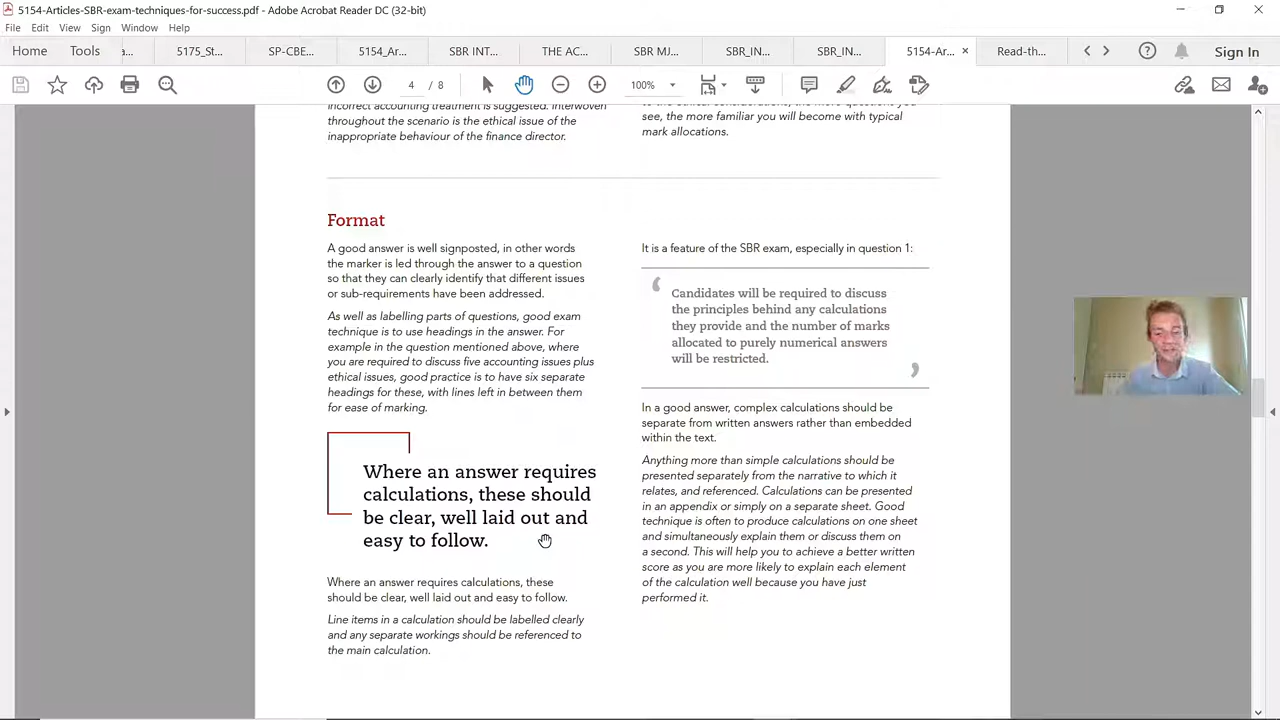 5154-Articles-SBR-exam-techniques-for-success.pdf - Adobe Acrobat Reader DC (32-bit)
File Edit View Sign Window Help
Home Tools a... 5175_St... SP-CBE... 5154_Ar... SBR INT... THE AC... SBR MJ... SBR_IN... SBR_IN... 5154-Ar... Read-th... Sign In
4 / 8 100%
incorrect accounting treatment is suggested. Interwoven
throughout the scenario is the ethical issue of the
inappropriate behaviour of the finance director.
to the ethical considerations, the more questions you
see, the more familiar you will become with typical
mark allocations.
Format
A good answer is well signposted, in other words
the marker is led through the answer to a question
so that they can clearly identify that different issues
or sub-requirements have been addressed.
As well as labelling parts of questions, good exam
technique is to use headings in the answer. For
example in the question mentioned above, where
you are required to discuss five accounting issues plus
ethical issues, good practice is to have six separate
headings for these, with lines left in between them
for ease of marking.
Where an answer requires
calculations, these should
be clear, well laid out and
easy to follow.
Where an answer requires calculations, these
should be clear, well laid out and easy to follow.
Line items in a calculation should be labelled clearly
and any separate workings should be referenced to
the main calculation.
It is a feature of the SBR exam, especially in question 1:
‘ Candidates will be required to discuss
the principles behind any calculations
they provide and the number of marks
allocated to purely numerical answers
will be restricted. ’
In a good answer, complex calculations should be
separate from written answers rather than embedded
within the text.
Anything more than simple calculations should be
presented separately from the narrative to which it
relates, and referenced. Calculations can be presented
in an appendix or simply on a separate sheet. Good
technique is often to produce calculations on one sheet
and simultaneously explain them or discuss them on
a second. This will help you to achieve a better written
score as you are more likely to explain each element
of the calculation well because you have just
performed it.